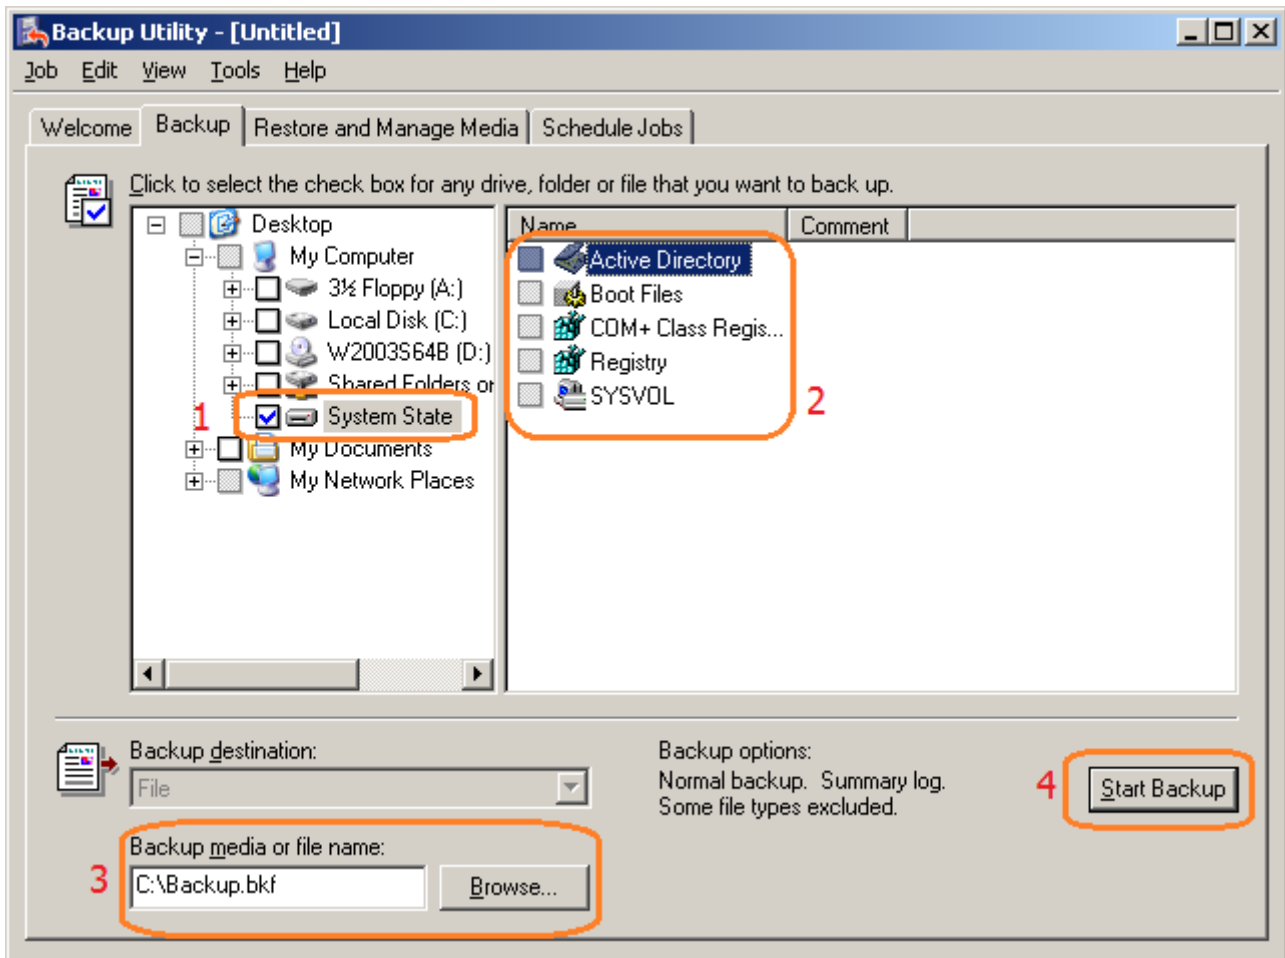 Backup Utility - [Untitled]
Job Edit View Tools Help
Welcome Backup Restore and Manage Media Schedule Jobs
Click to select the check box for any drive, folder or file that you want to back up.
Desktop
My Computer
3½ Floppy (A:)
Local Disk (C:)
W2003S64B (D:)
Shared Folders or
1 System State
My Documents
My Network Places
Name Comment
Active Directory
Boot Files
COM+ Class Regis...
Registry
SYSVOL
2
Backup destination:
File
Backup media or file name:
3 C:\Backup.bkf Browse...
Backup options:
Normal backup. Summary log.
Some file types excluded.
4 Start Backup